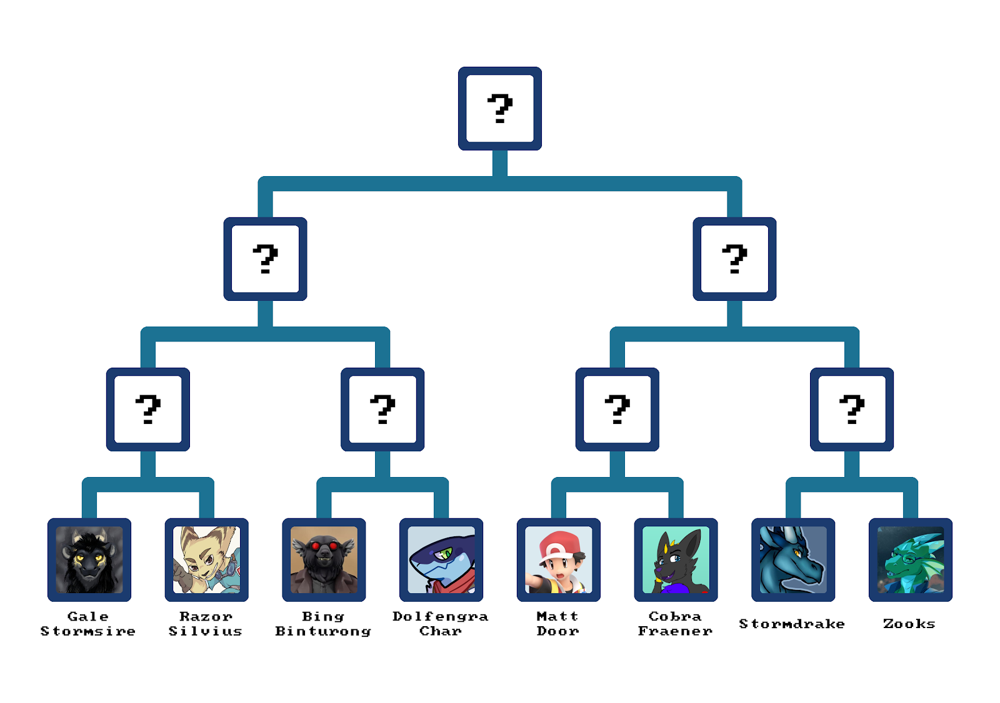 ?
?
?
?
?
?
?
Gale
Stormsire
Razor
Silvius
Bing
Binturong
Dolfengra
Char
Matt
Door
Cobra
Fraener
Stormdrake
Zooks